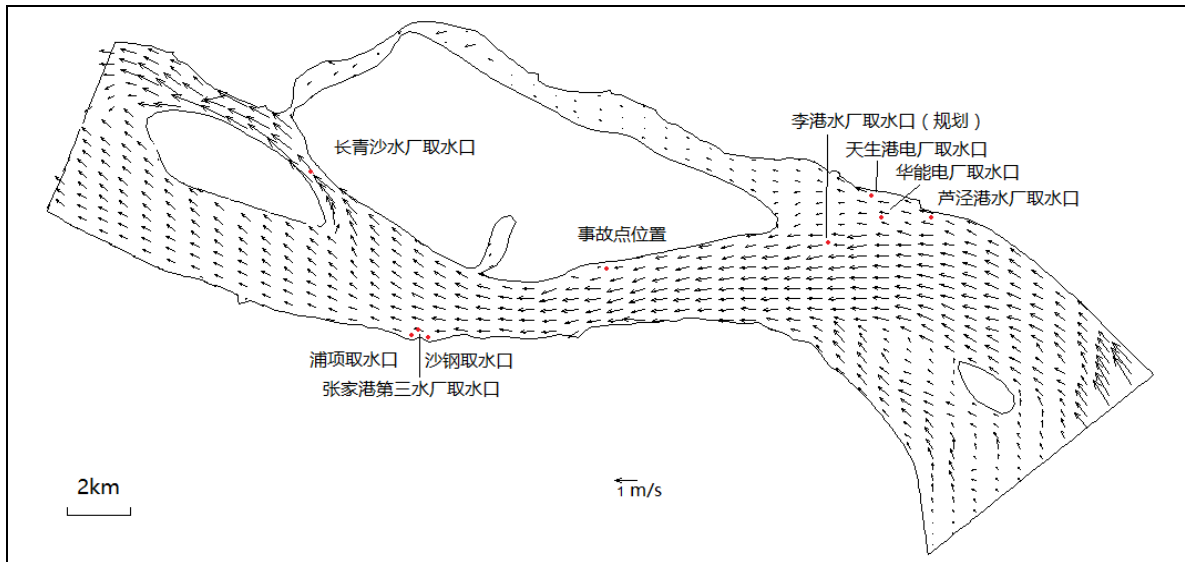 李港水厂取水口（规划）
天生港电厂取水口
长青沙水厂取水口
华能电厂取水口
芦泾港水厂取水口
事故点位置
浦项取水口
沙钢取水口
张家港第三水厂取水口
2km
1 m/s